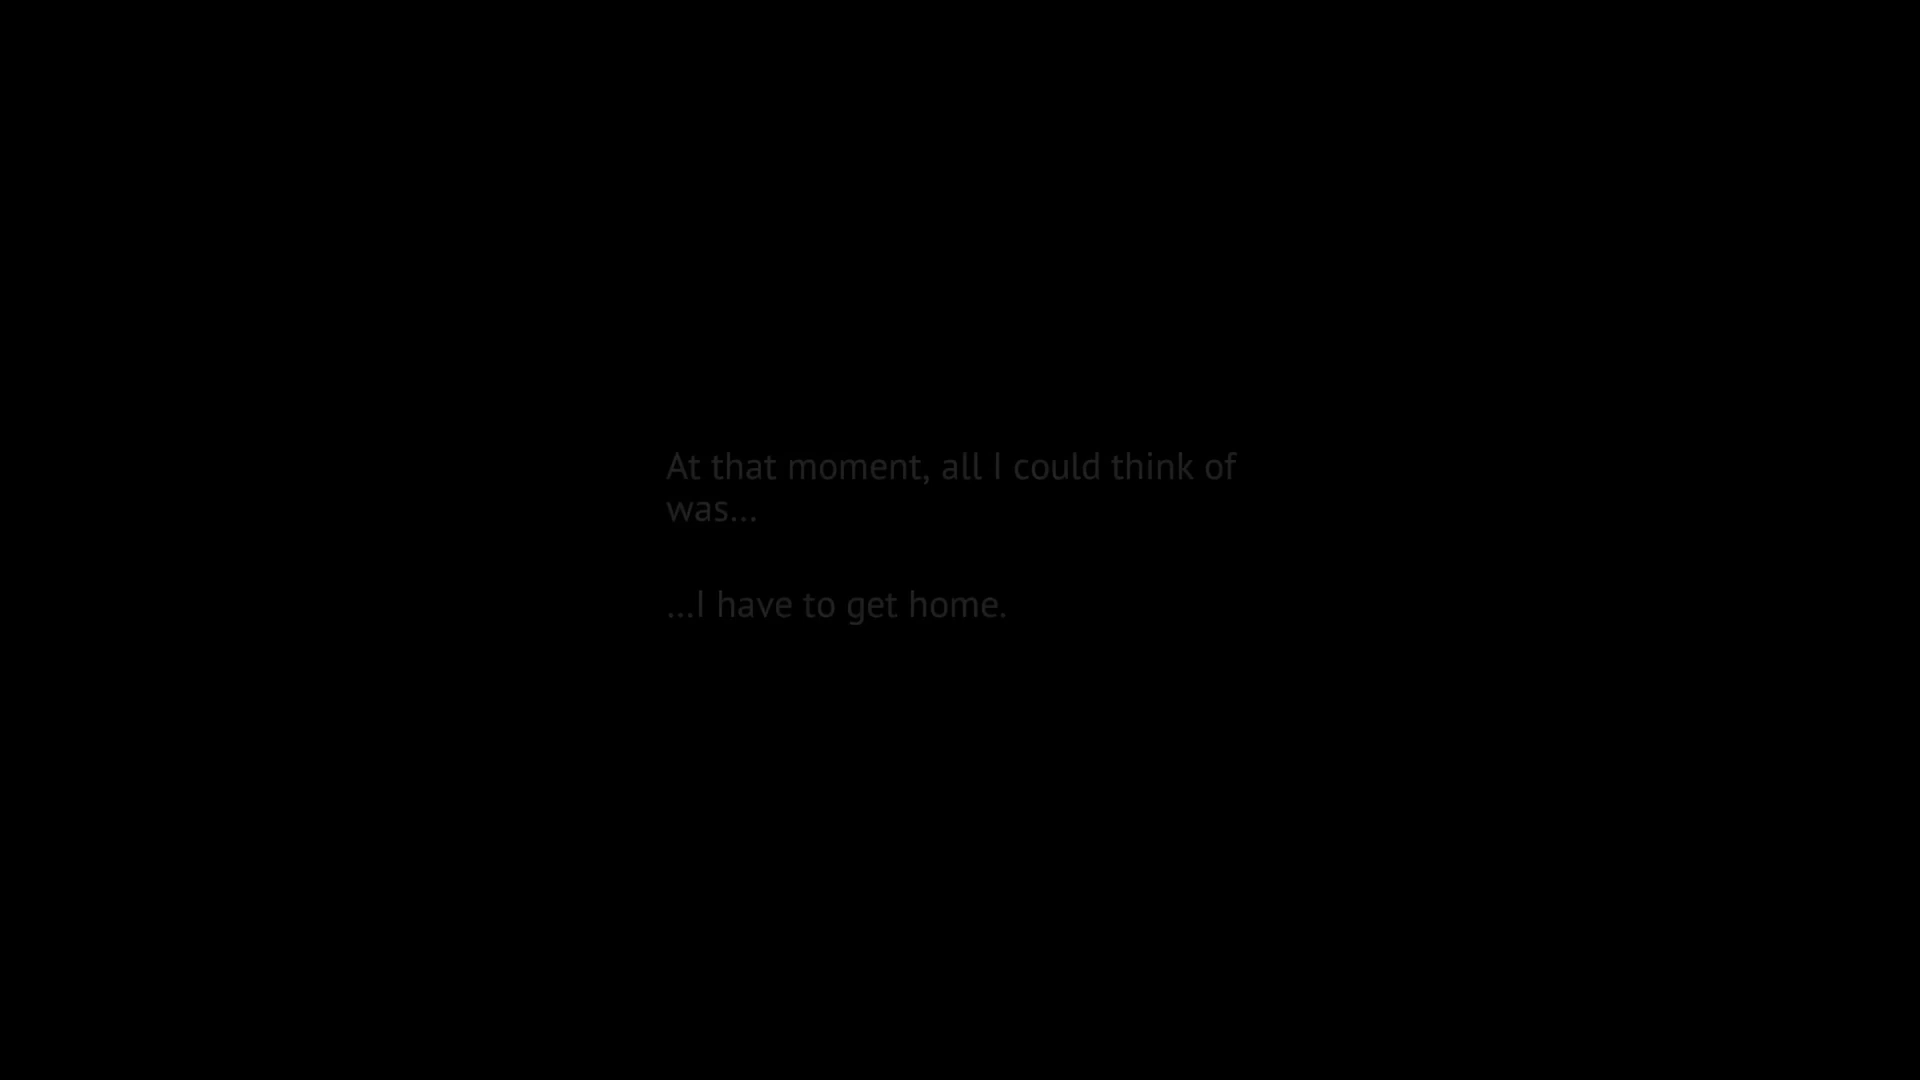 At that moment, all I could think of
was...
...I have to get home.